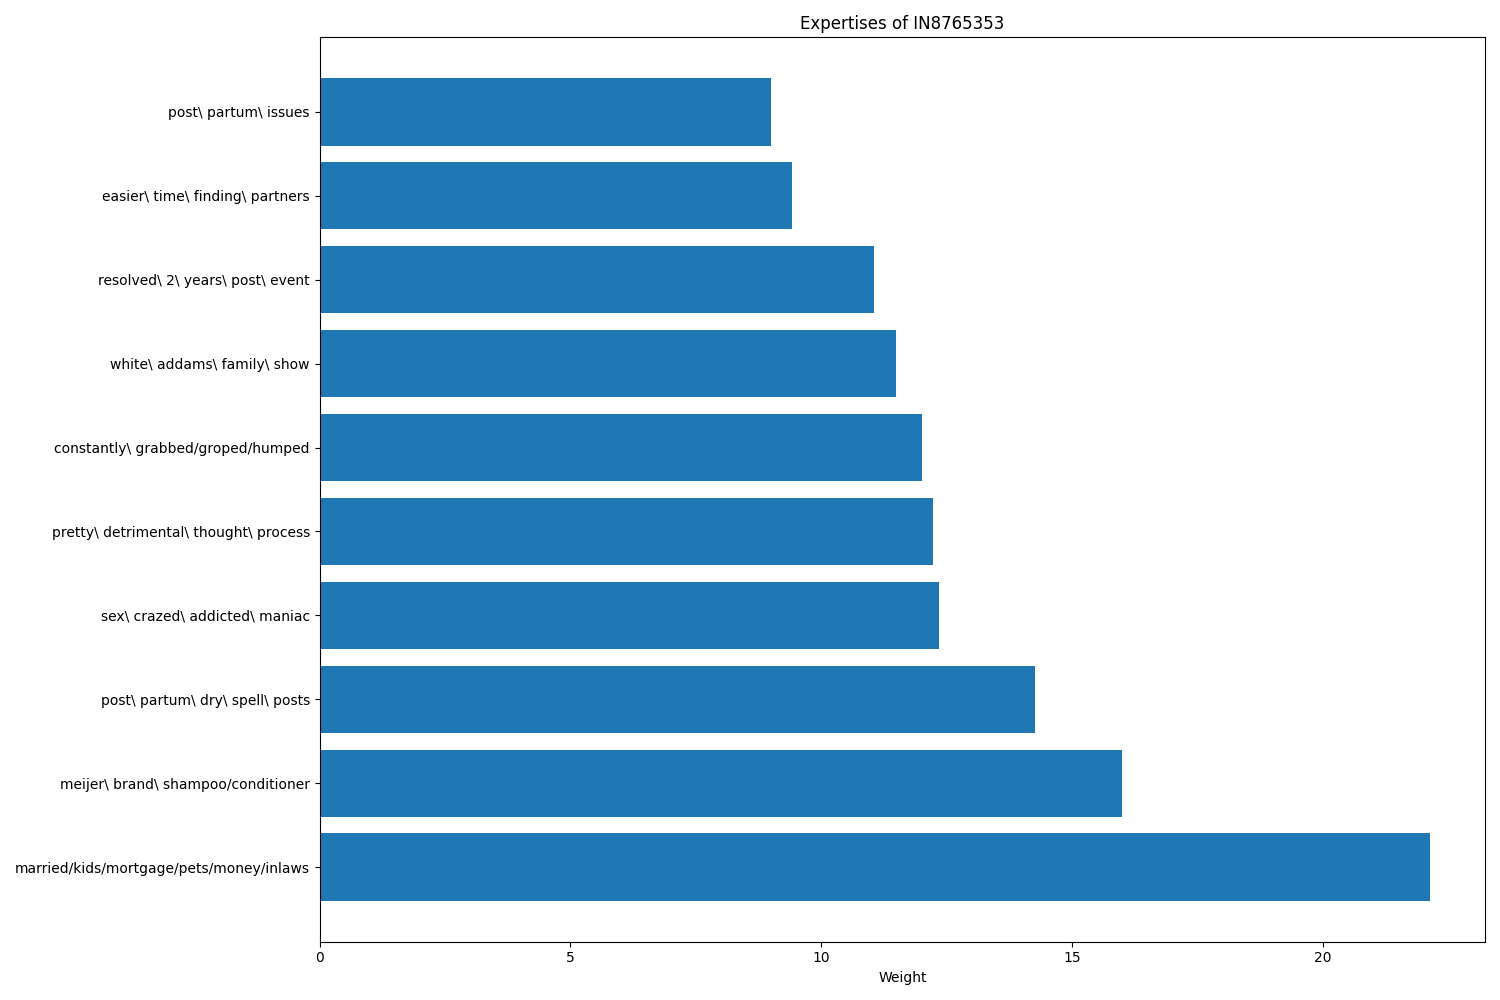 Expertises of IN8765353
post\ partum\ issues
easier\ time\ finding\ partners
resolved\ 2\ years\ post\ event
white\ addams\ family\ show
constantly\ grabbed/groped/humped
pretty\ detrimental\ thought\ process
sex\ crazed\ addicted\ maniac
post\ partum\ dry\ spell\ posts
meijer\ brand\ shampoo/conditioner
married/kids/mortgage/pets/money/inlaws
0 5 10 15 20
Weight